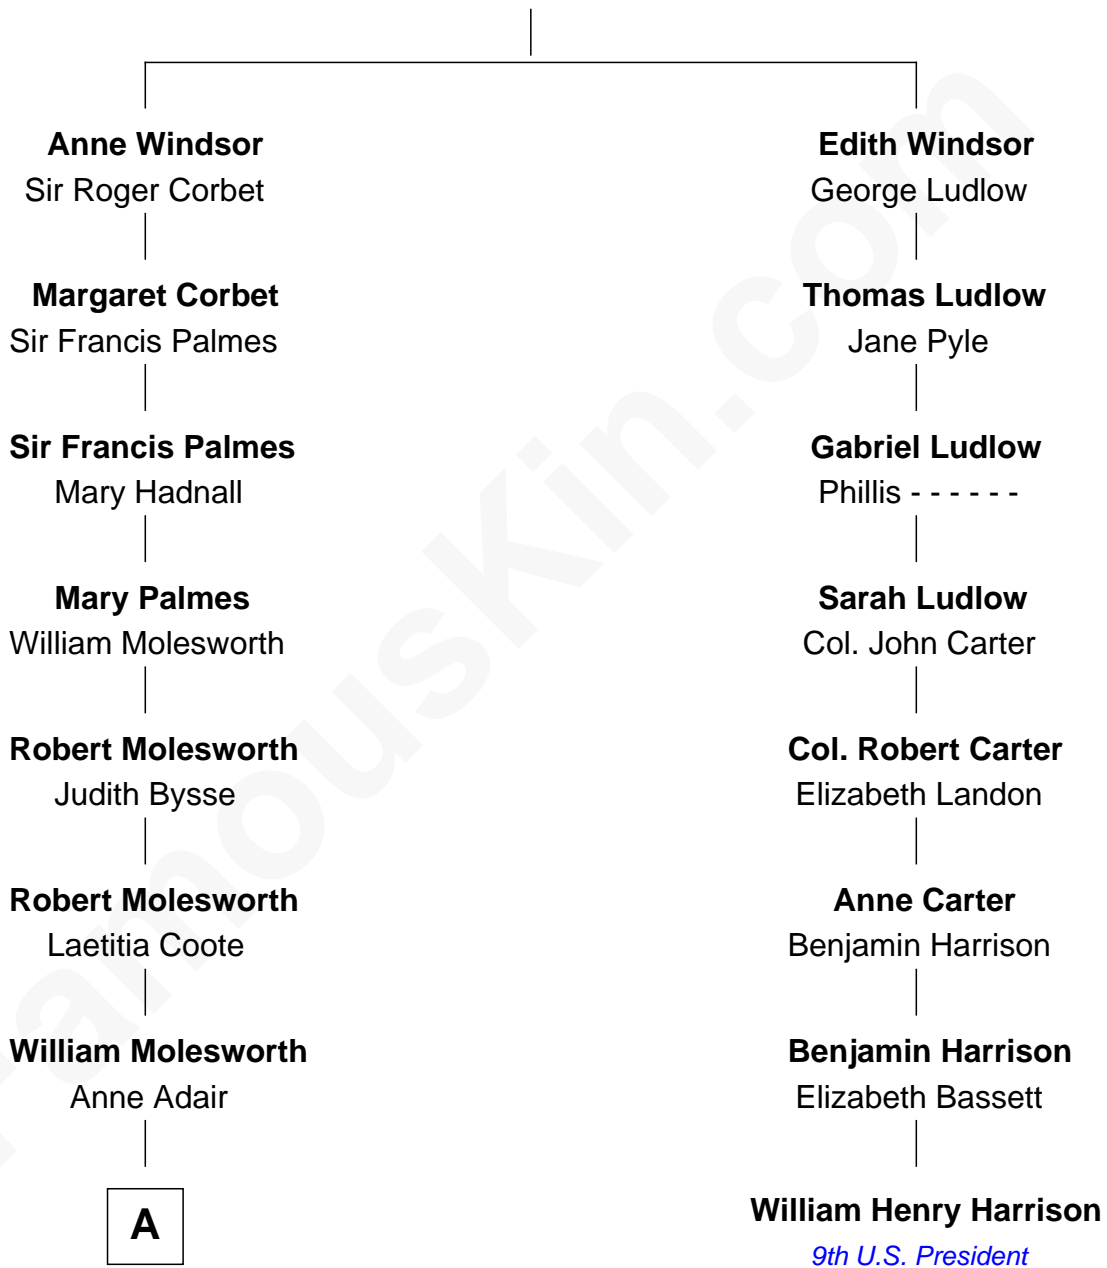 Anne Windsor
Sir Roger Corbet
Margaret Corbet
Sir Francis Palmes
Sir Francis Palmes
Mary Hadnall
Mary Palmes
William Molesworth
Robert Molesworth
Judith Bysse
Robert Molesworth
Laetitia Coote
William Molesworth
Anne Adair
A
Edith Windsor
George Ludlow
Thomas Ludlow
Jane Pyle
Gabriel Ludlow
Phillis - - - - - -
Sarah Ludlow
Col. John Carter
Col. Robert Carter
Elizabeth Landon
Anne Carter
Benjamin Harrison
Benjamin Harrison
Elizabeth Bassett
William Henry Harrison
9th U.S. President
FamousKin.com